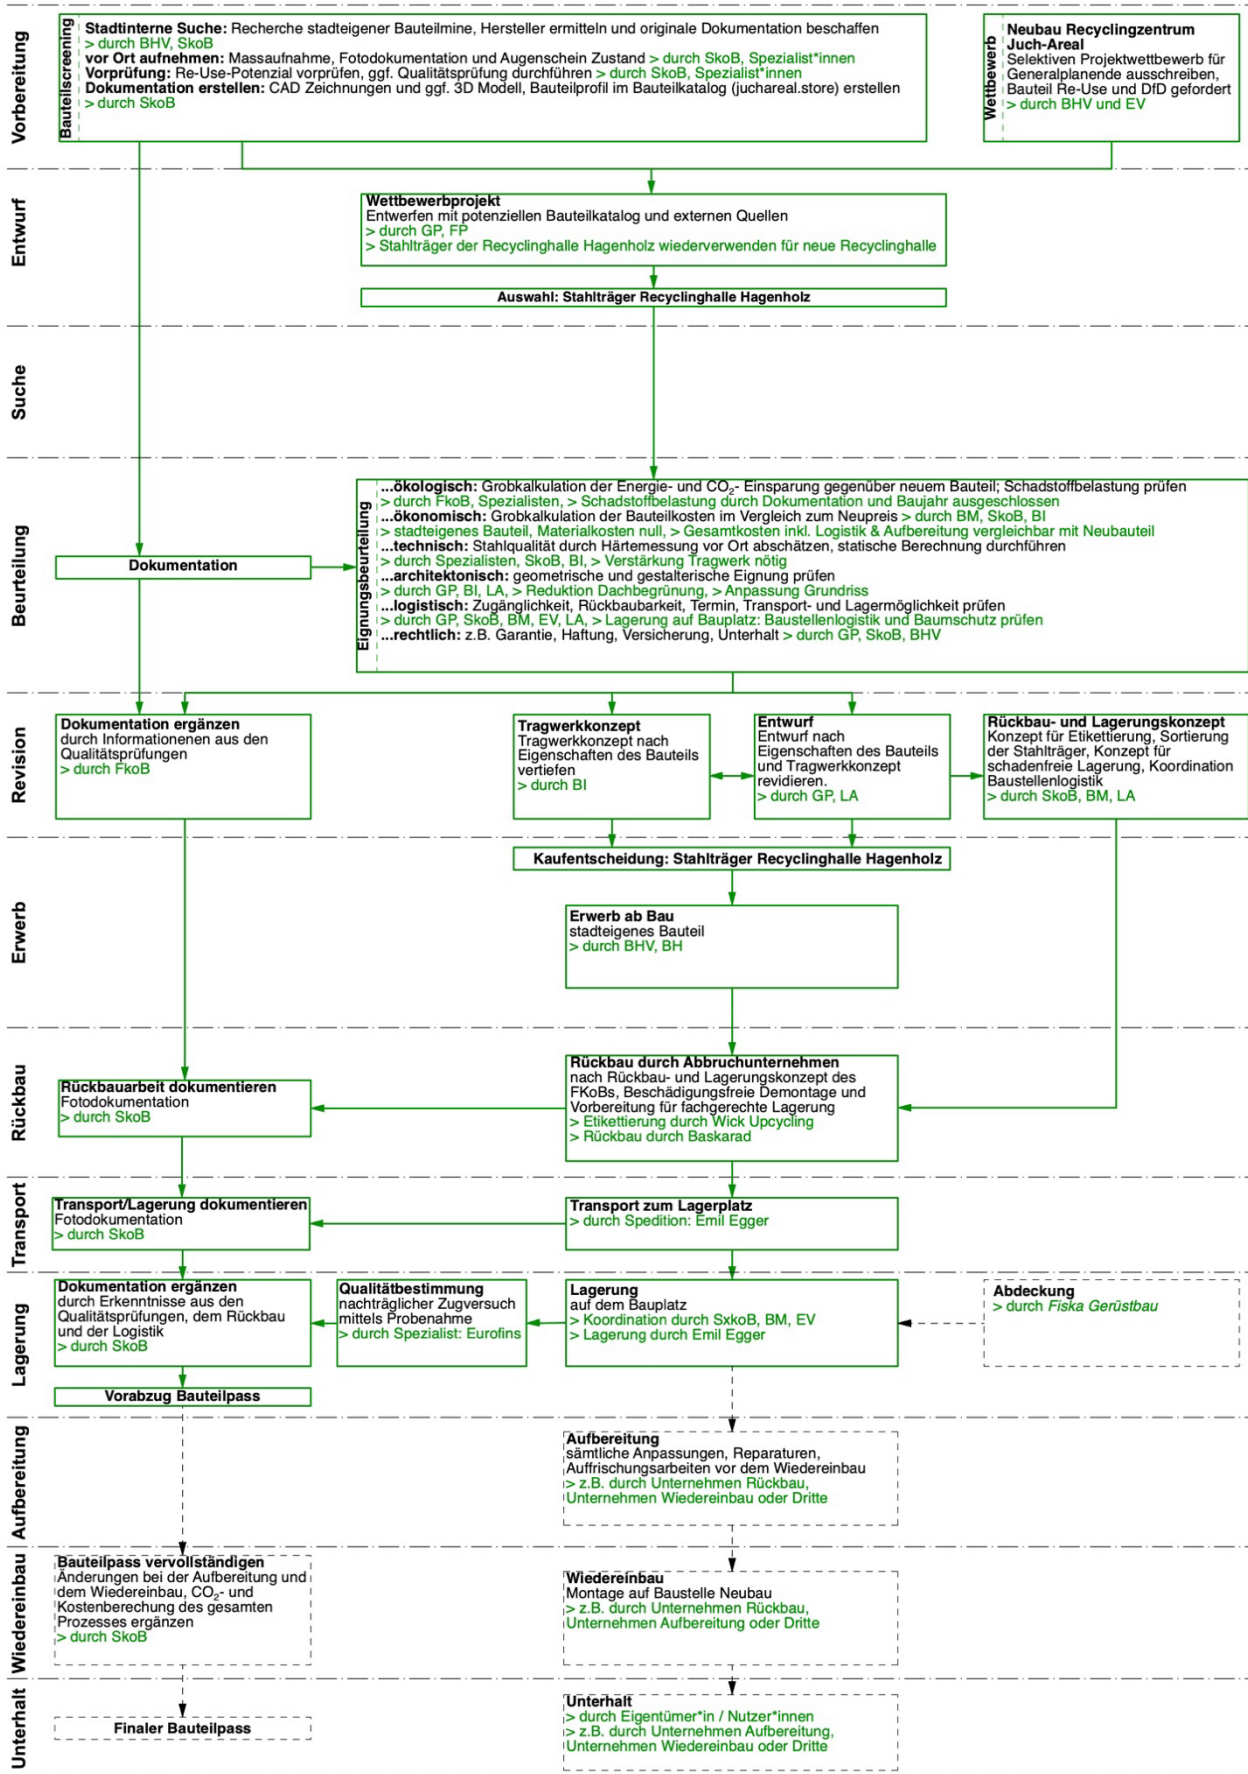 Vorbereitung
Bauteilscreening
Stadtinterne Suche: Recherche stadteigener Bauteilmine, Hersteller ermitteln und originale Dokumentation beschaffen
> durch BHV, SkoB
vor Ort aufnehmen: Massaufnahme, Fotodokumentation und Augenschein Zustand > durch SkoB, Spezialist*innen
Vorprüfung: Re-Use-Potenzial vorprüfen, ggf. Qualitätsprüfung durchführen > durch SkoB, Spezialist*innen
Dokumentation erstellen: CAD Zeichnungen und ggf. 3D Modell, Bauteilprofil im Bauteilkatalog (juchareal.store) erstellen
> durch SkoB
Wettbewerb
Neubau Recyclingzentrum
Juch-Areal
Selektiven Projektwettbewerb für
Generalplanende ausschreiben,
Bauteil Re-Use und DfD gefordert
> durch BHV und EV
Entwurf
Wettbewerbprojekt
Entwerfen mit potenziellen Bauteilkatalog und externen Quellen
> durch GP, FP
> Stahlträger der Recyclinghalle Hagenholz wiederverwenden für neue Recyclinghalle
Auswahl: Stahlträger Recyclinghalle Hagenholz
Suche
Beurteilung
Dokumentation
Eignungsbeurteilung
...ökologisch: Grobkalkulation der Energie- und CO₂- Einsparung gegenüber neuem Bauteil; Schadstoffbelastung prüfen
> durch FkoB, Spezialisten, > Schadstoffbelastung durch Dokumentation und Baujahr ausgeschlossen
...ökonomisch: Grobkalkulation der Bauteilkosten im Vergleich zum Neupreis > durch BM, SkoB, BI
> stadteigenes Bauteil, Materialkosten null, > Gesamtkosten inkl. Logistik & Aufbereitung vergleichbar mit Neubauteil
...technisch: Stahlqualität durch Härtemessung vor Ort abschätzen, statische Berechnung durchführen
> durch Spezialisten, SkoB, BI, > Verstärkung Tragwerk nötig
...architektonisch: geometrische und gestalterische Eignung prüfen
> durch GP, BI, LA, > Reduktion Dachbegrünung, > Anpassung Grundriss
...logistisch: Zugänglichkeit, Rückbaubarkeit, Termin, Transport- und Lagermöglichkeit prüfen
> durch GP, SkoB, BM, EV, LA, > Lagerung auf Bauplatz: Baustellenlogistik und Baumschutz prüfen
...rechtlich: z.B. Garantie, Haftung, Versicherung, Unterhalt > durch GP, SkoB, BHV
Revision
Dokumentation ergänzen
durch Informationenen aus den
Qualitätsprüfungen
> durch FkoB
Tragwerkkonzept
Tragwerkkonzept nach
Eigenschaften des Bauteils
vertiefen
> durch BI
Entwurf
Entwurf nach
Eigenschaften des Bauteils
und Tragwerkkonzept
revidieren.
> durch GP, LA
Rückbau- und Lagerungskonzept
Konzept für Etikettierung, Sortierung
der Stahlträger, Konzept für
schadenfreie Lagerung, Koordination
Baustellenlogistik
> durch SkoB, BM, LA
Erwerb
Kaufentscheidung: Stahlträger Recyclinghalle Hagenholz
Erwerb ab Bau
stadteigenes Bauteil
> durch BHV, BH
Rückbau
Rückbauarbeit dokumentieren
Fotodokumentation
> durch SkoB
Rückbau durch Abbruchunternehmen
nach Rückbau- und Lagerungskonzept des
FKoBs, Beschädigungsfreie Demontage und
Vorbereitung für fachgerechte Lagerung
> Etikettierung durch Wick Upcycling
> Rückbau durch Baskarad
Transport
Transport/Lagerung dokumentieren
Fotodokumentation
> durch SkoB
Transport zum Lagerplatz
> durch Spedition: Emil Egger
Lagerung
Dokumentation ergänzen
durch Erkenntnisse aus den
Qualitätsprüfungen, dem Rückbau
und der Logistik
> durch SkoB
Qualitätbestimmung
nachträglicher Zugversuch
mittels Probenahme
> durch Spezialist: Eurofins
Lagerung
auf dem Bauplatz
> Koordination durch SxkoB, BM, EV
> Lagerung durch Emil Egger
Abdeckung
> durch Fiska Gerüstbau
Vorabzug Bauteilpass
Aufbereitung
Aufbereitung
sämtliche Anpassungen, Reparaturen,
Auffrischungsarbeiten vor dem Wiedereinbau
> z.B. durch Unternehmen Rückbau,
Unternehmen Wiedereinbau oder Dritte
Wiedereinbau
Bauteilpass vervollständigen
Änderungen bei der Aufbereitung und
dem Wiedereinbau, CO₂- und
Kostenberechung des gesamten
Prozesses ergänzen
> durch SkoB
Wiedereinbau
Montage auf Baustelle Neubau
> z.B. durch Unternehmen Rückbau,
Unternehmen Aufbereitung oder Dritte
Unterhalt
Finaler Bauteilpass
Unterhalt
> durch Eigentümer*in / Nutzer*innen
> z.B. durch Unternehmen Aufbereitung,
Unternehmen Wiedereinbau oder Dritte